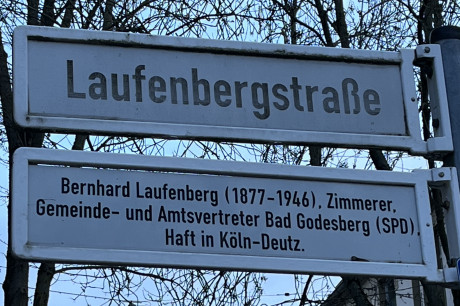 Laufenbergstraße
Bernhard Laufenberg (1877-1946), Zimmerer,
Gemeinde- und Amtsvertreter Bad Godesberg (SPD)
Haft in Köln-Deutz.